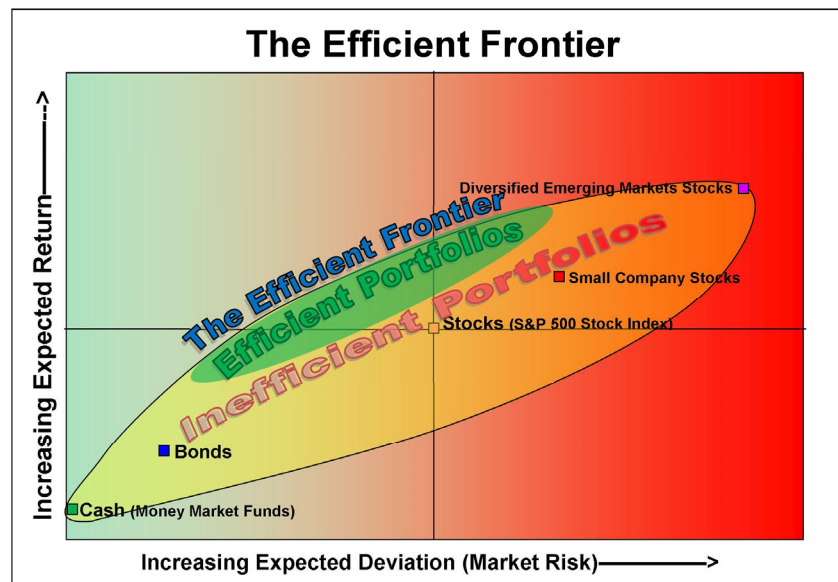 The Efficient Frontier
Increasing Expected Return------>
Diversified Emerging Markets Stocks
The Efficient Frontier
Efficient Portfolios
Inefficient Portfolios
Small Company Stocks
Stocks (S&P 500 Stock Index)
Bonds
Cash (Money Market Funds)
Increasing Expected Deviation (Market Risk)———>